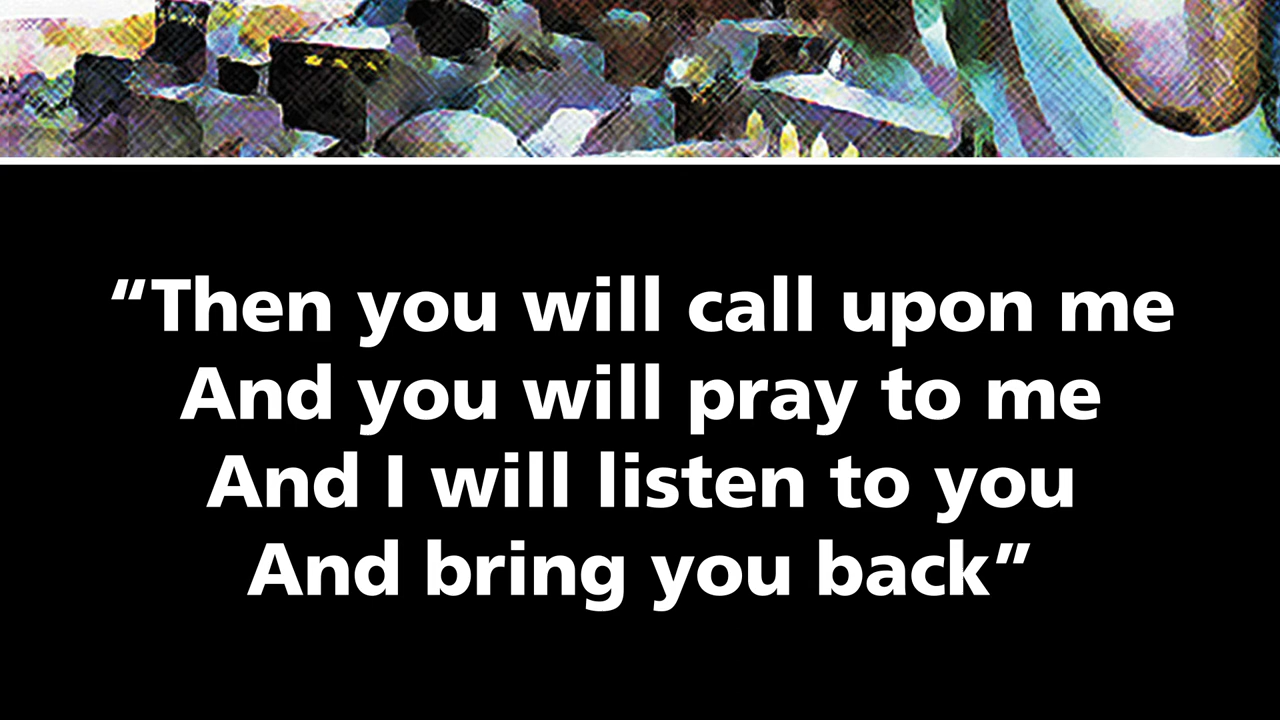 “Then you will call upon me
And you will pray to me
And I will listen to you
And bring you back”